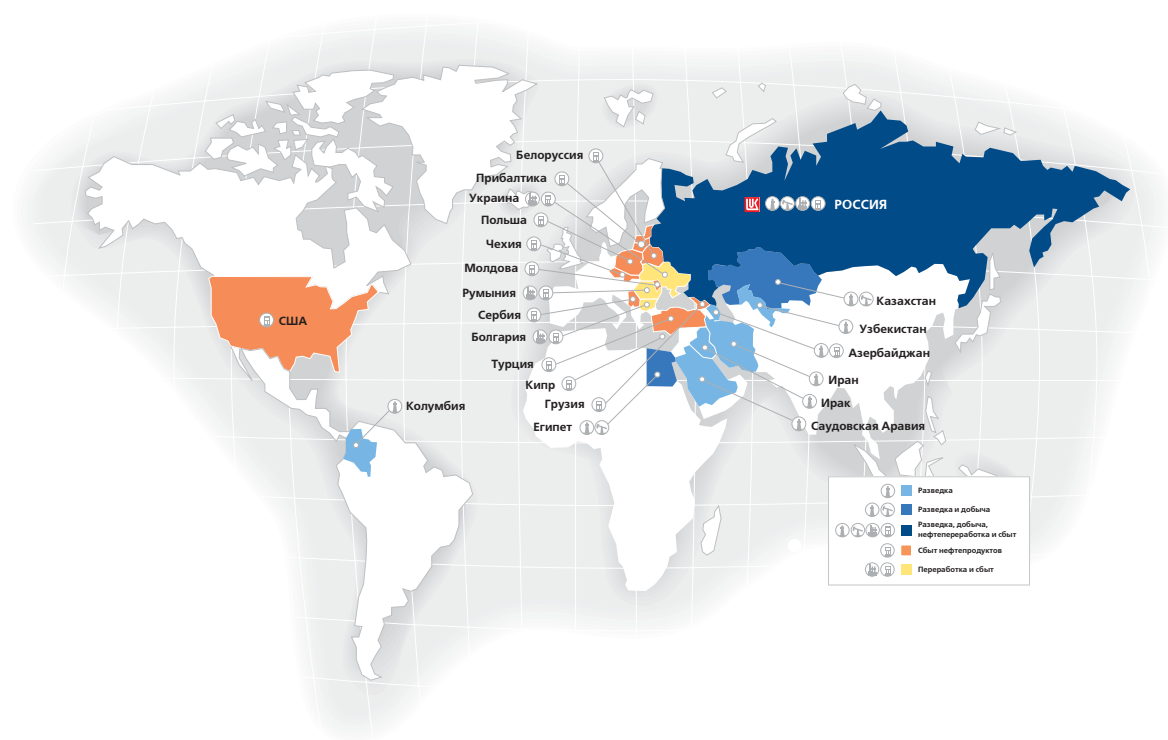 Белоруссия
Прибалтика
Украина
Польша
Чехия
Молдова
Румыния
Сербия
Болгария
Турция
Кипр
Грузия
Египет
США
Колумбия
LUK РОССИЯ
Казахстан
Узбекистан
Азербайджан
Иран
Ирак
Саудовская Аравия
Разведка
Разведка и добыча
Разведка, добыча,
нефтепереработка и сбыт
Сбыт нефтепродуктов
Переработка и сбыт